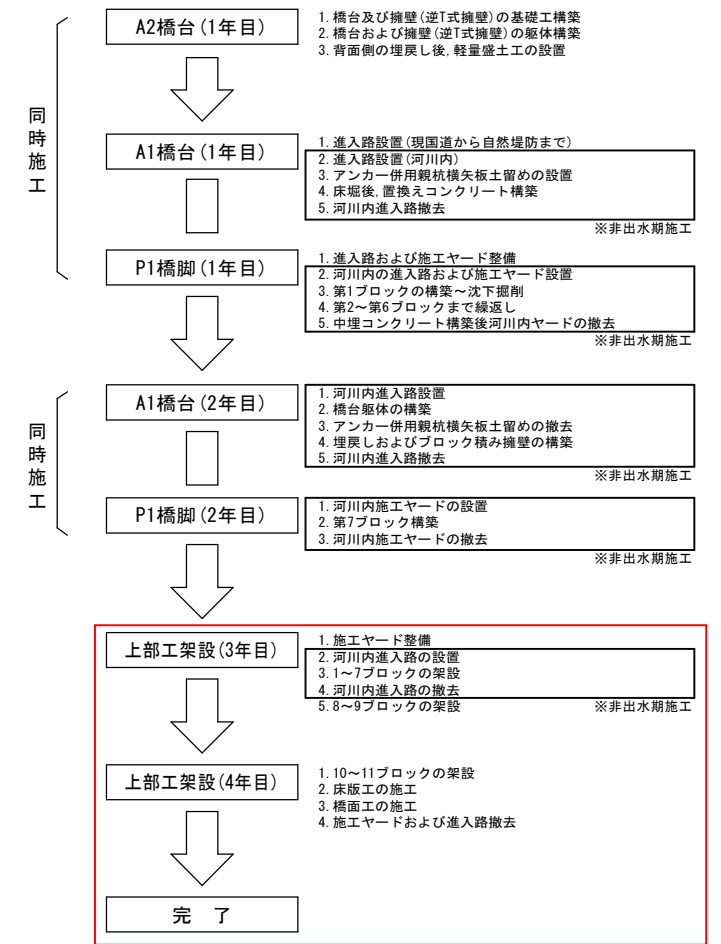 A2橋台(1年目)
1.橋台及び擁壁(逆T式擁壁)の基礎工構築
2.橋台および擁壁(逆T式擁壁)の躯体構築
3.背面側の埋戻し後,軽量盛土工の設置
同時施工
A1橋台(1年目)
1.進入路設置(現国道から自然堤防まで)
2.進入路設置(河川内)
3.アンカー併用親杭横矢板土留めの設置
4.床堀後,置換えコンクリート構築
5.河川内進入路撤去
※非出水期施工
P1橋脚(1年目)
1.進入路および施工ヤード整備
2.河川内の進入路および施工ヤード設置
3.第1ブロックの構築～沈下掘削
4.第2～第6ブロックまで繰返し
5.中埋コンクリート構築後河川内ヤードの撤去
※非出水期施工
同時施工
A1橋台(2年目)
1.河川内進入路設置
2.橋台躯体の構築
3.アンカー併用親杭横矢板土留めの撤去
4.埋戻しおよびブロック積み擁壁の構築
5.河川内進入路撤去
※非出水期施工
P1橋脚(2年目)
1.河川内施工ヤードの設置
2.第7ブロック構築
3.河川内施工ヤードの撤去
※非出水期施工
上部工架設(3年目)
1.施工ヤード整備
2.河川内進入路の設置
3.1～7ブロックの架設
4.河川内進入路の撤去
5.8～9ブロックの架設
※非出水期施工
上部工架設(4年目)
1.10～11ブロックの架設
2.床版工の施工
3.橋面工の施工
4.施工ヤードおよび進入路撤去
完 了